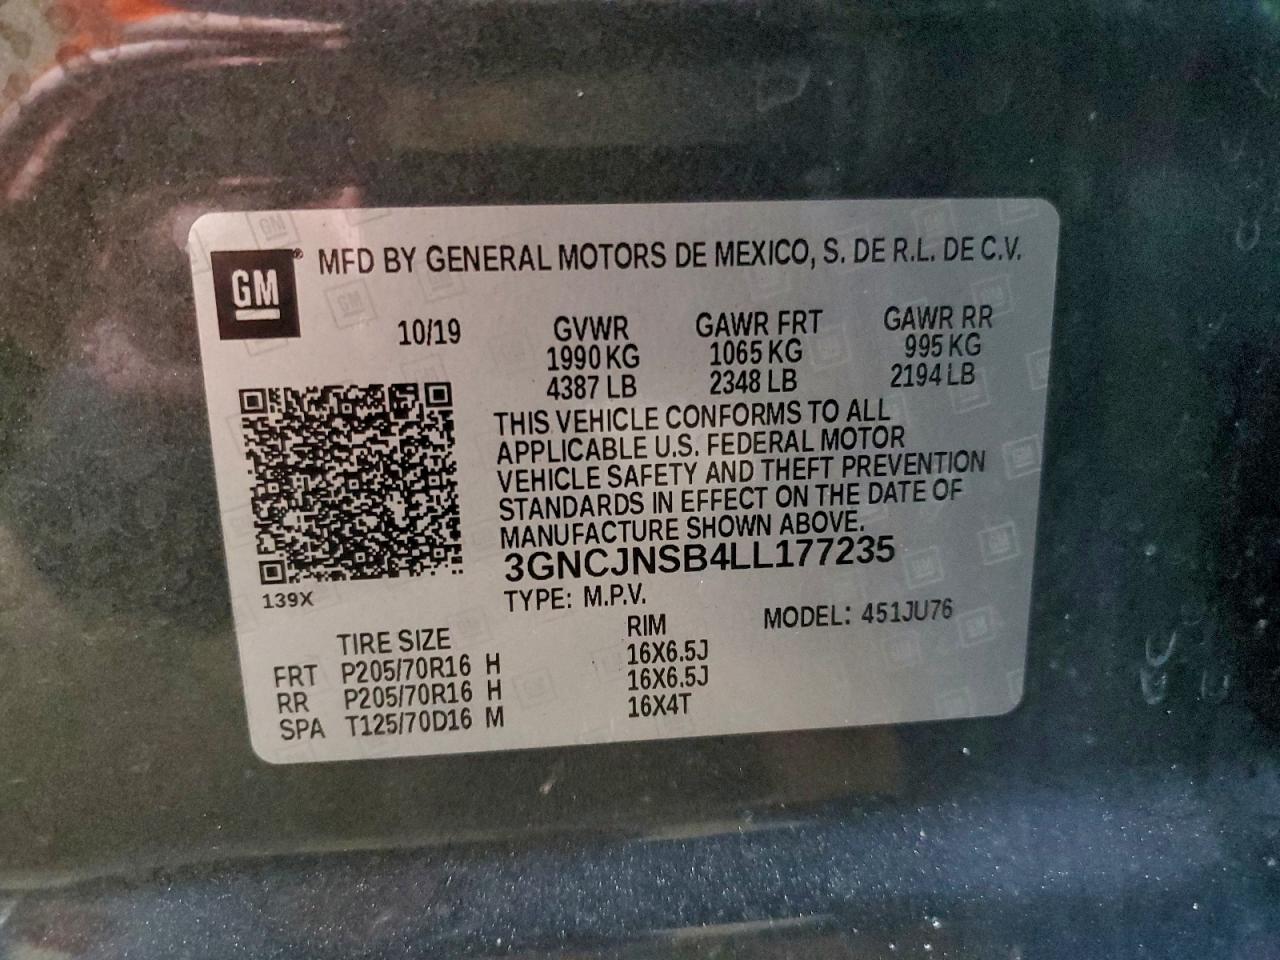 GM
MFD BY GENERAL MOTORS DE MEXICO, S. DE R.L. DE C.V.
10/19 GVWR GAWR FRT GAWR RR
1990 KG 1065 KG 995 KG
4387 LB 2348 LB 2194 LB
THIS VEHICLE CONFORMS TO ALL
APPLICABLE U.S. FEDERAL MOTOR
VEHICLE SAFETY AND THEFT PREVENTION
STANDARDS IN EFFECT ON THE DATE OF
MANUFACTURE SHOWN ABOVE.
3GNCJNSB4LL177235
139X
TYPE: M.P.V. MODEL: 451JU76
TIRE SIZE RIM
FRT P205/70R16 H 16X6.5J
RR P205/70R16 H 16X6.5J
SPA T125/70D16 M 16X4T